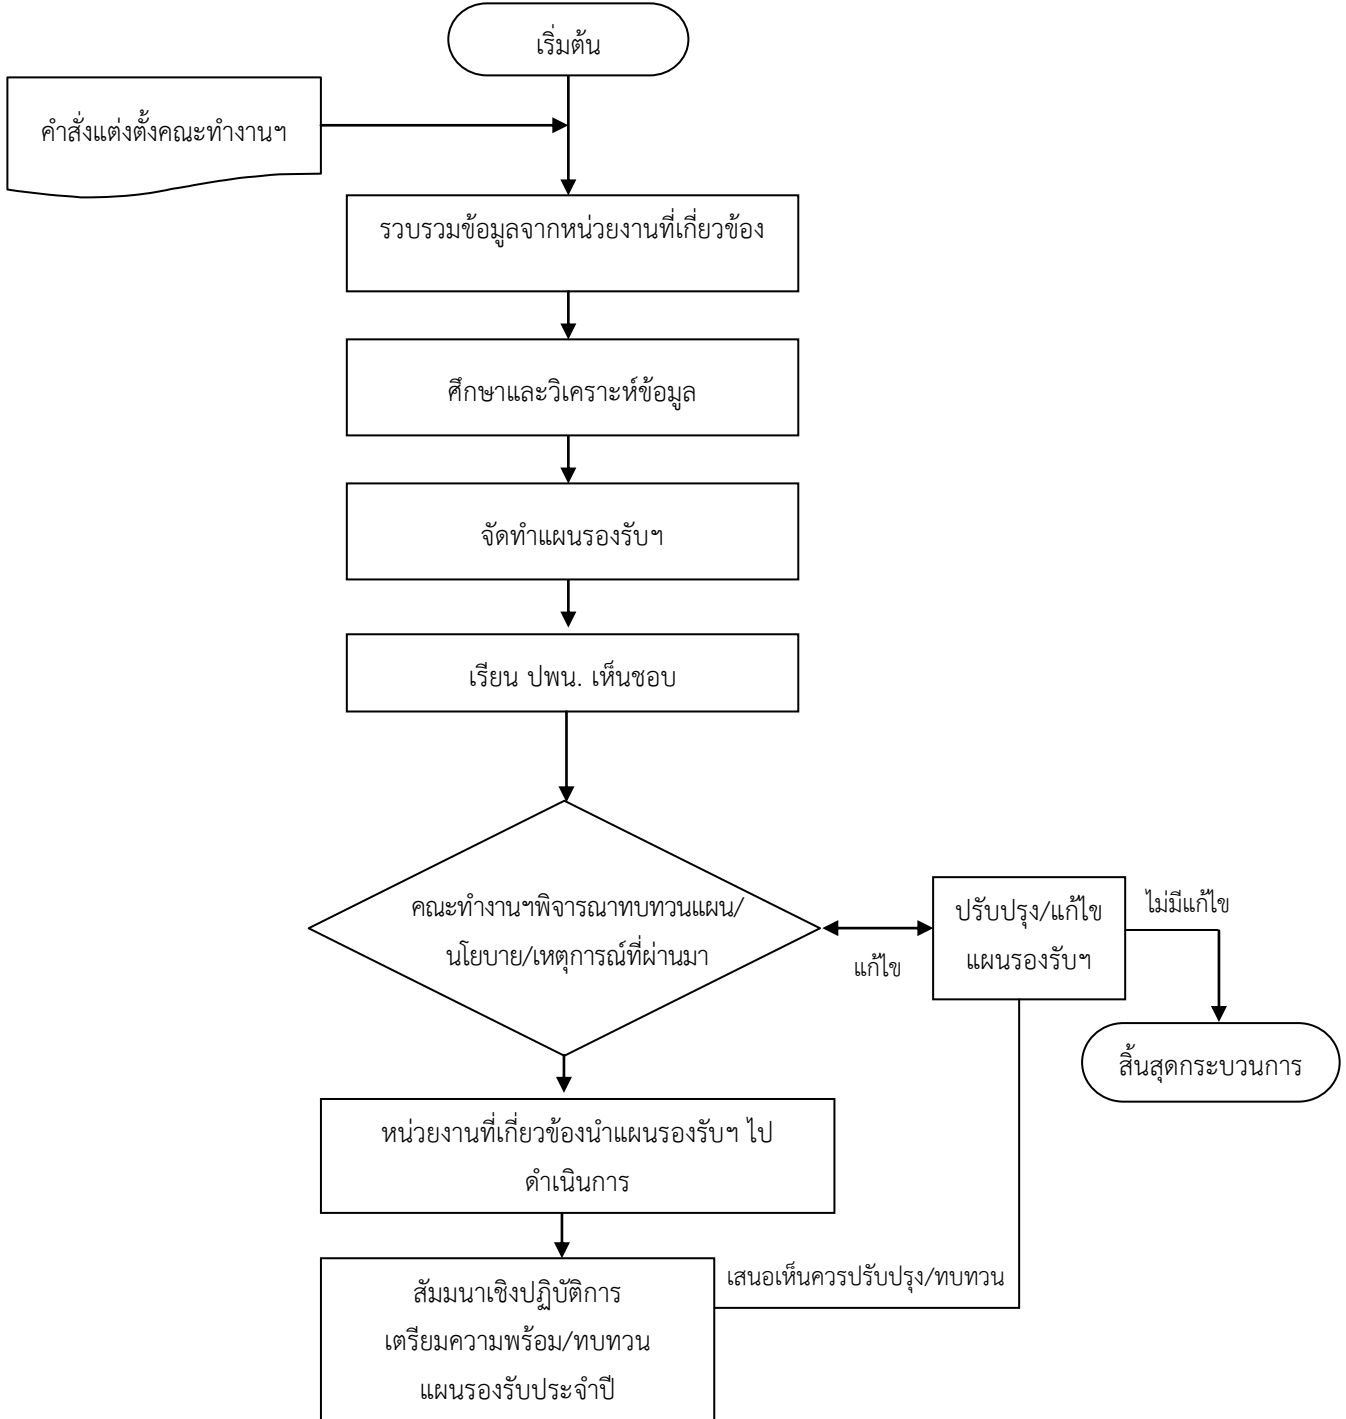 เริ่มต้น
คำสั่งแต่งตั้งคณะทำงานฯ
รวบรวมข้อมูลจากหน่วยงานที่เกี่ยวข้อง
ศึกษาและวิเคราะห์ข้อมูล
จัดทำแผนรองรับฯ
เรียน ปพน. เห็นชอบ
คณะทำงานฯพิจารณาทบทวนแผน/
นโยบาย/เหตุการณ์ที่ผ่านมา
แก้ไข
ปรับปรุง/แก้ไข
แผนรองรับฯ
ไม่มีแก้ไข
สิ้นสุดกระบวนการ
หน่วยงานที่เกี่ยวข้องนำแผนรองรับฯ ไป
ดำเนินการ
เสนอเห็นควรปรับปรุง/ทบทวน
สัมมนาเชิงปฏิบัติการ
เตรียมความพร้อม/ทบทวน
แผนรองรับประจำปี